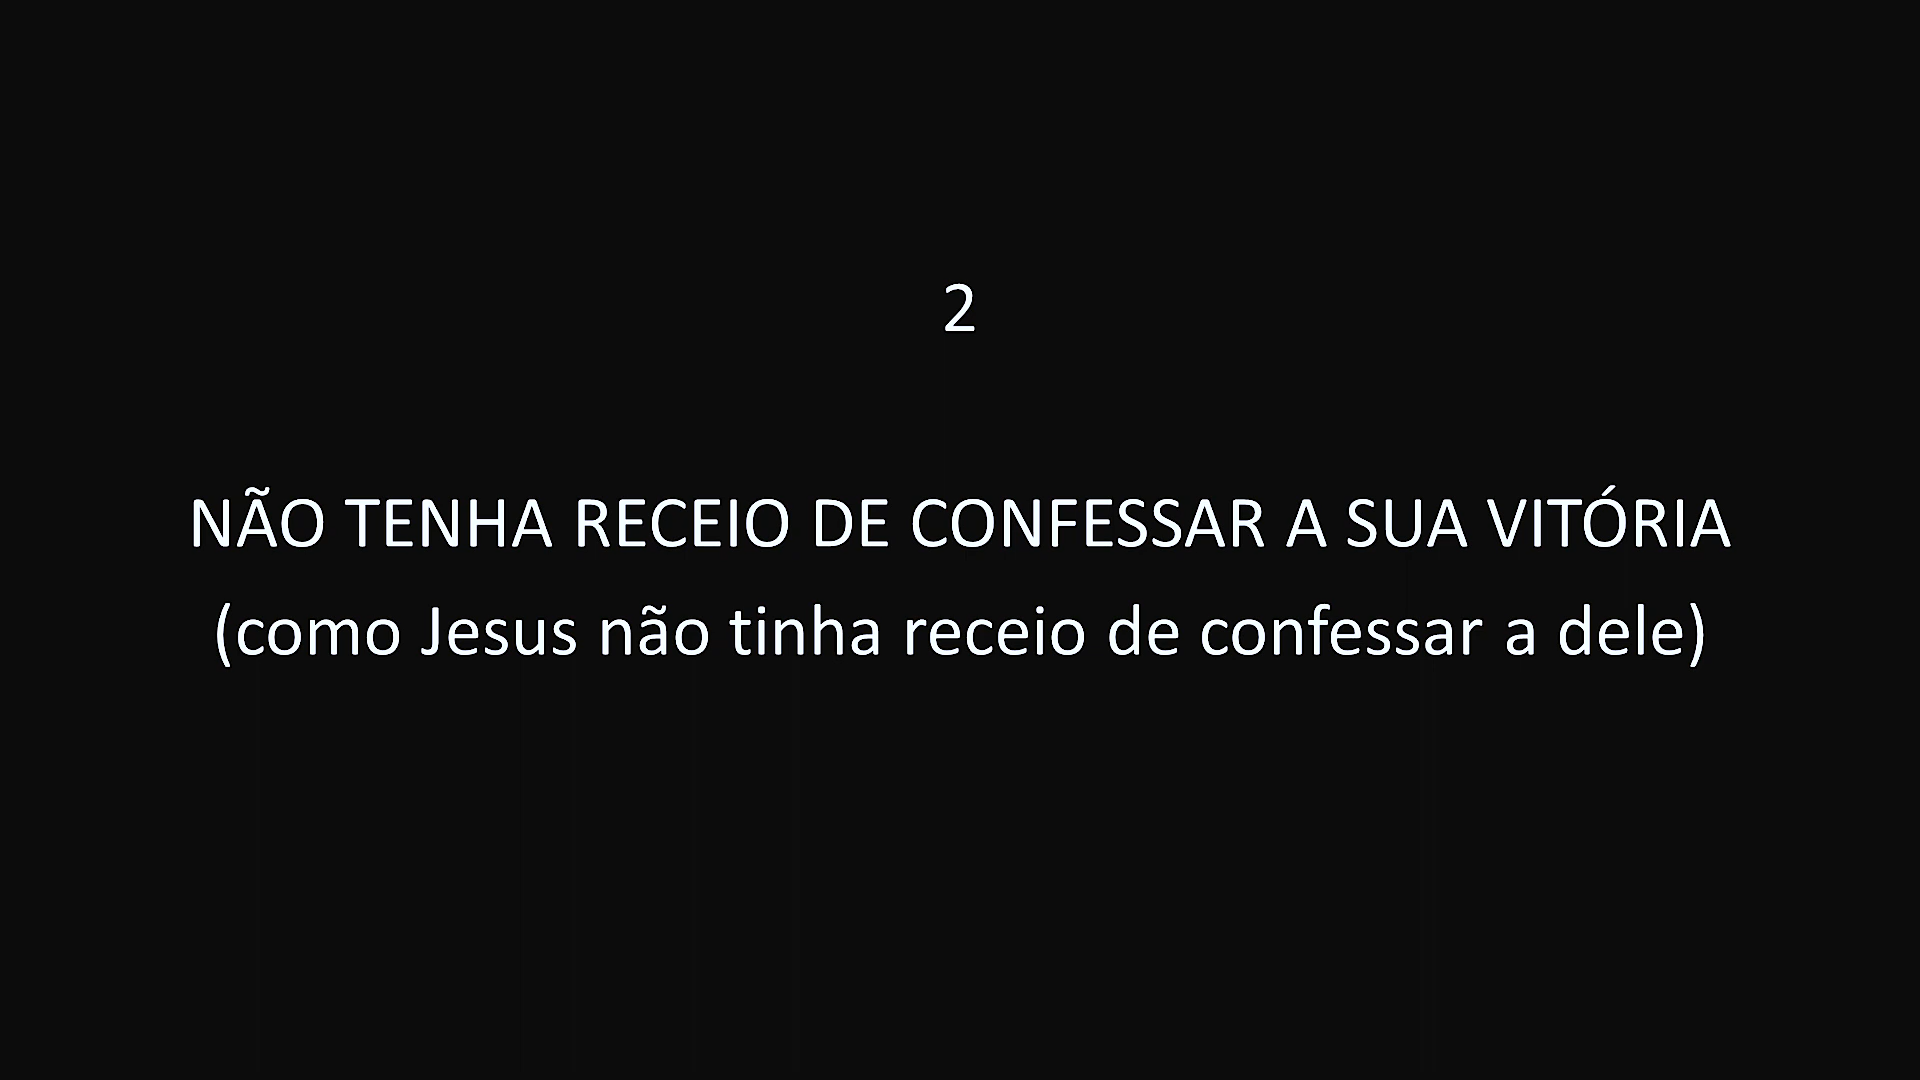 2
NÃO TENHA RECEIO DE CONFESSAR A SUA VITÓRIA
(como Jesus não tinha receio de confessar a dele)